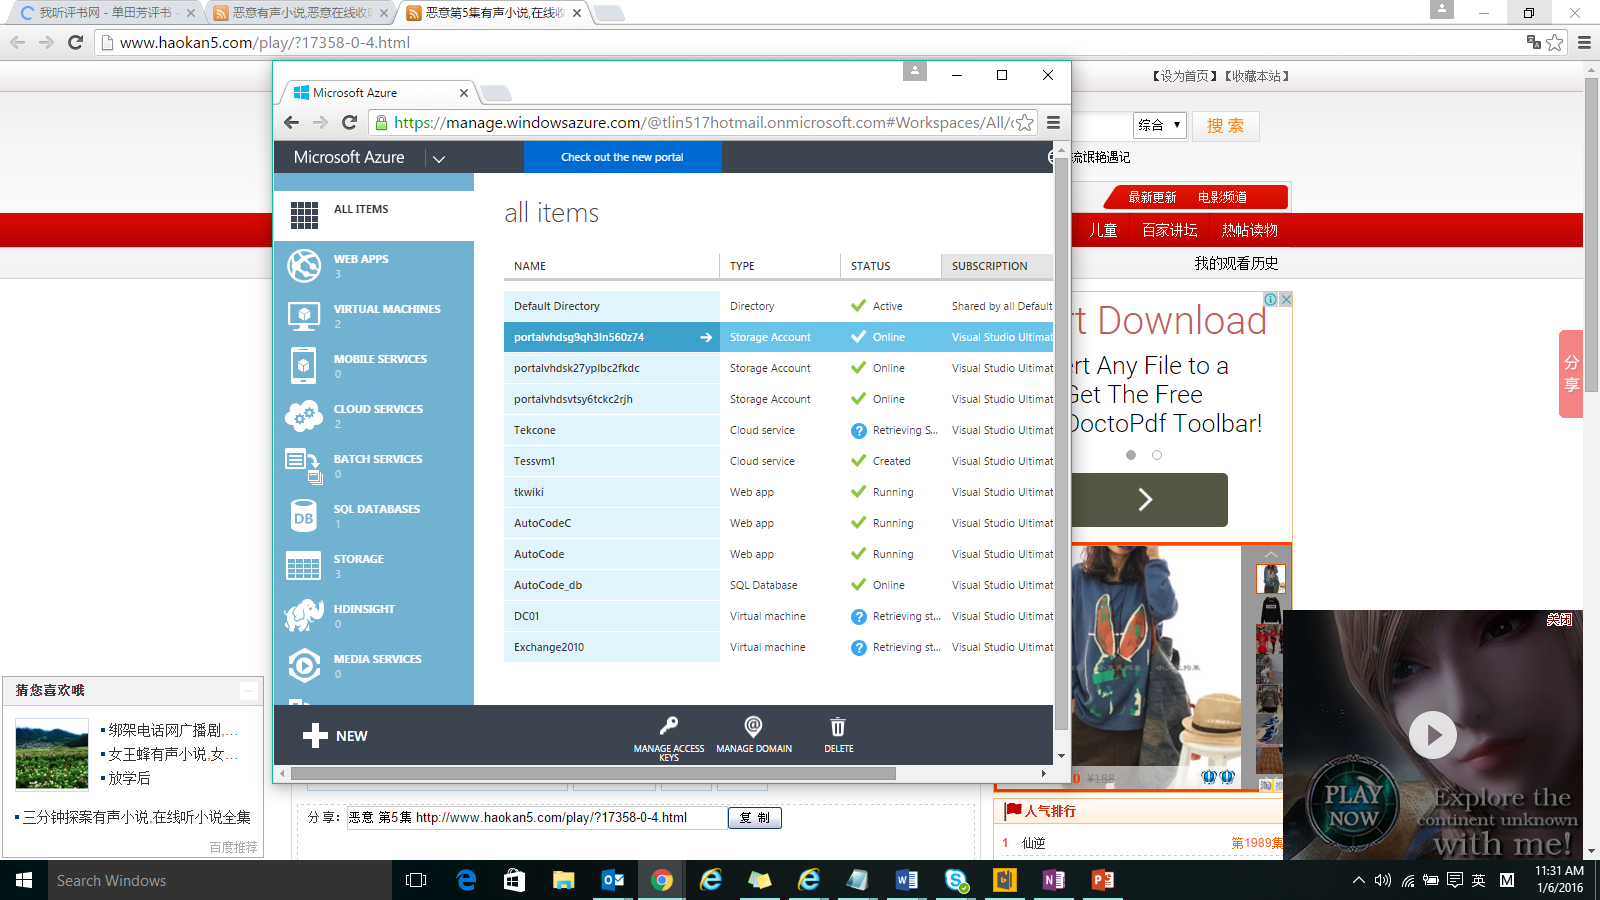 我听评书网 - 单田芳评书 -
恶意有声小说,恶意在线收听
恶意第5集有声小说,在线收
www.haokan5.com/play/?17358-0-4.html
【设为首页】【收藏本站】
Microsoft Azure
https://manage.windowsazure.com/@tlin517hotmail.onmicrosoft.com#Workspaces/All/
综合
搜 索
流氓艳遇记
Microsoft Azure
Check out the new portal
最新更新 电影频道
儿童 百家讲坛 热帖读物
我的观看历史
ALL ITEMS
WEB APPS
3
VIRTUAL MACHINES
2
MOBILE SERVICES
0
CLOUD SERVICES
2
BATCH SERVICES
0
SQL DATABASES
DB
1
STORAGE
3
HDINSIGHT
0
MEDIA SERVICES
0
all items
NAME TYPE STATUS SUBSCRIPTION
Default Directory Directory Active Shared by all Default
portalvhdsg9qh3ln560z74 Storage Account Online Visual Studio Ultimat
portalvhdsk27yplbc2fkdc Storage Account Online Visual Studio Ultimat
portalvhdsvtsy6tckc2rjh Storage Account Online Visual Studio Ultimat
Tekcone Cloud service Retrieving S... Visual Studio Ultimat
Tessvm1 Cloud service Created Visual Studio Ultimat
tkwiki Web app Running Visual Studio Ultimat
AutoCodeC Web app Running Visual Studio Ultimat
AutoCode Web app Running Visual Studio Ultimat
AutoCode_db SQL Database Online Visual Studio Ultimat
DC01 Virtual machine Retrieving st... Visual Studio Ultimat
Exchange2010 Virtual machine Retrieving st... Visual Studio Ultimat
NEW
MANAGE ACCESS
KEYS
MANAGE DOMAIN
DELETE
rt Download
ert Any File to a
Get The Free
DoctoPdf Toolbar!
分
享
0 ¥188
关闭
PLAY
NOW
Explore the
continent unknown
with me!
猜您喜欢哦
绑架电话网广播剧,...
女王蜂有声小说,女...
放学后
三分钟探案有声小说,在线听小说全集
百度推荐
分享: 恶意 第5集 http://www.haokan5.com/play/?17358-0-4.html 复 制
人气排行
1 仙逆 第1989集
Search Windows
英
M
11:31 AM
1/6/2016